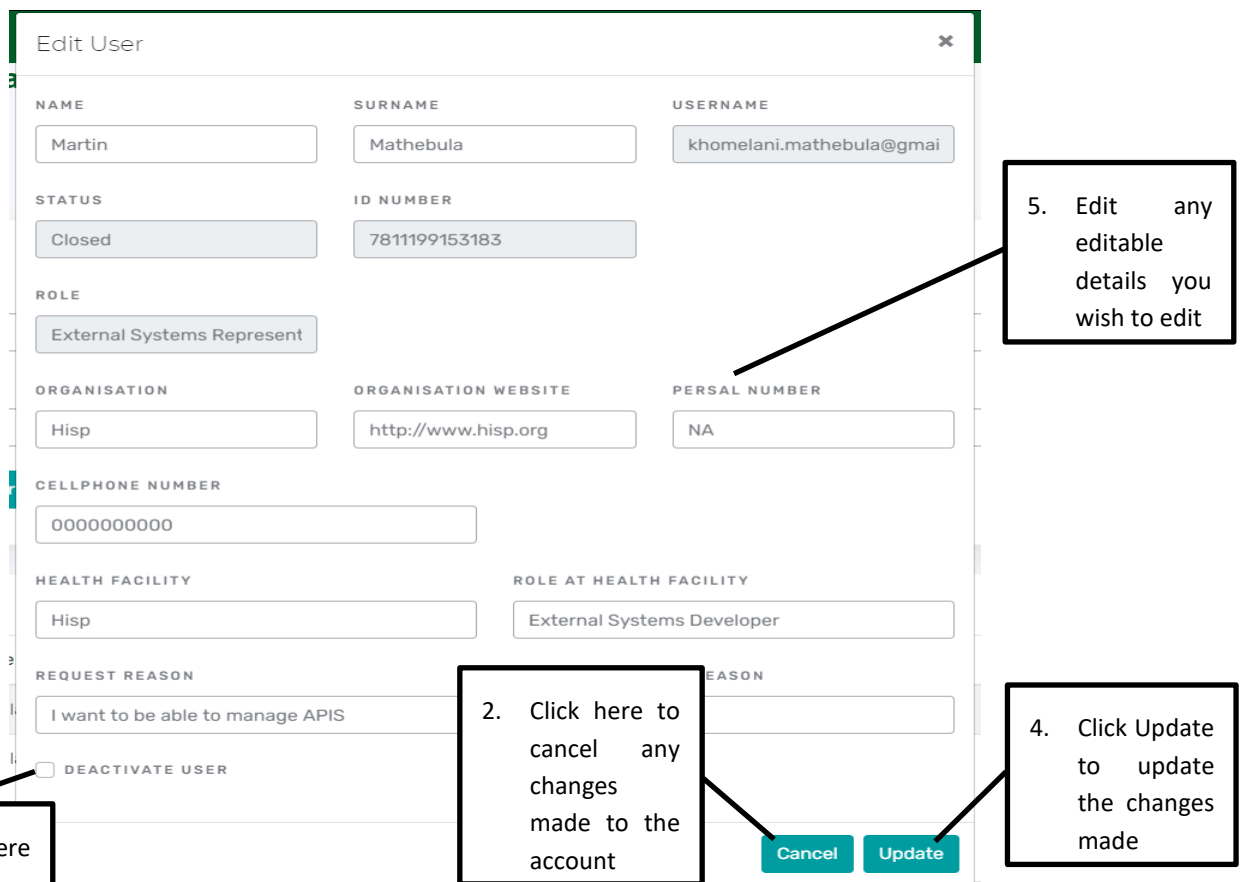 Edit User
NAME SURNAME USERNAME
Martin Mathebula khomelani.mathebula@gmai
STATUS ID NUMBER
Closed 7811199153183
ROLE
External Systems Represent
ORGANISATION ORGANISATION WEBSITE PERSAL NUMBER
Hisp http://www.hisp.org NA
CELLPHONE NUMBER
0000000000
HEALTH FACILITY ROLE AT HEALTH FACILITY
Hisp External Systems Developer
REQUEST REASON EASON
I want to be able to manage APIS
DEACTIVATE USER
Cancel Update
5. Edit any
editable
details you
wish to edit
2. Click here to
cancel any
changes
made to the
account
4. Click Update
to update
the changes
made
ere